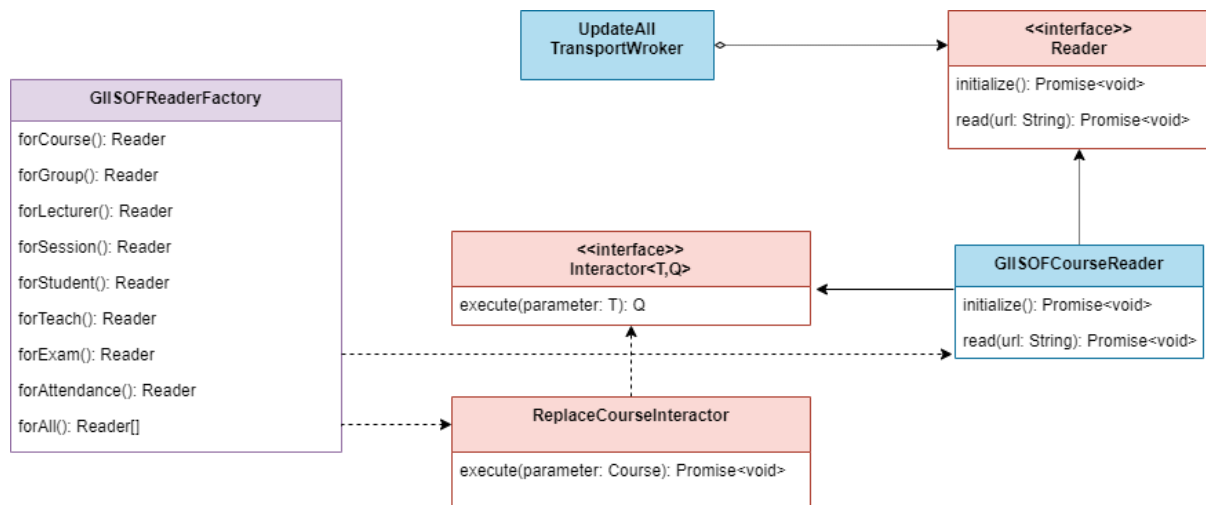 UpdateAll
TransportWroker
<<interface>>
Reader
initialize(): Promise<void>
read(url: String): Promise<void>
GIISOFReaderFactory
forCourse(): Reader
forGroup(): Reader
forLecturer(): Reader
forSession(): Reader
forStudent(): Reader
forTeach(): Reader
forExam(): Reader
forAttendance(): Reader
forAll(): Reader[]
<<interface>>
Interactor<T,Q>
execute(parameter: T): Q
GIISOFCourseReader
initialize(): Promise<void>
read(url: String): Promise<void>
ReplaceCourseInteractor
execute(parameter: Course): Promise<void>